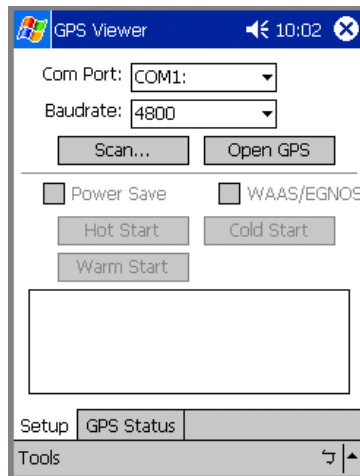 GPS Viewer 10:02
Com Port: COM1:
Baudrate: 4800
Scan... Open GPS
Power Save WAAS/EGNOS
Hot Start Cold Start
Warm Start
Setup GPS Status
Tools